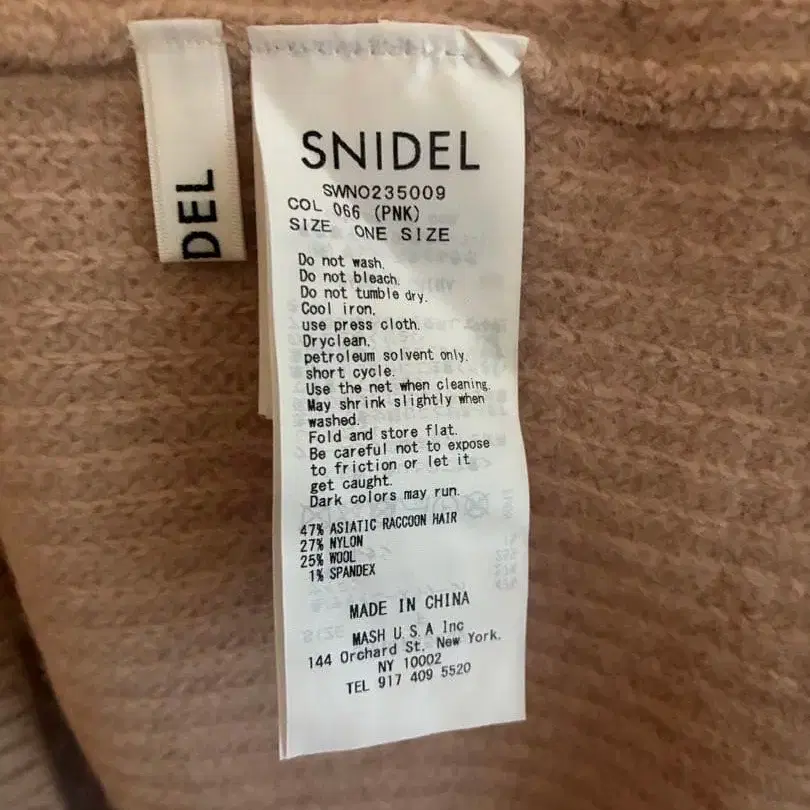 DEL
SNIDEL
SWNO235009
COL 066 (PNK)
SIZE ONE SIZE
Do not wash.
Do not bleach.
Do not tumble dry.
Cool iron,
use press cloth.
Dryclean,
petroleum solvent only.
short cycle.
Use the net when cleaning.
May shrink slightly when
washed.
Fold and store flat.
Be careful not to expose
to friction or let it
get caught.
Dark colors may run.
47% ASIATIC RACCOON HAIR
27% NYLON
25% WOOL
1% SPANDEX
MADE IN CHINA
MASH U.S.A Inc
144 Orchard St. New York.
NY 10002
TEL 917 409 5520